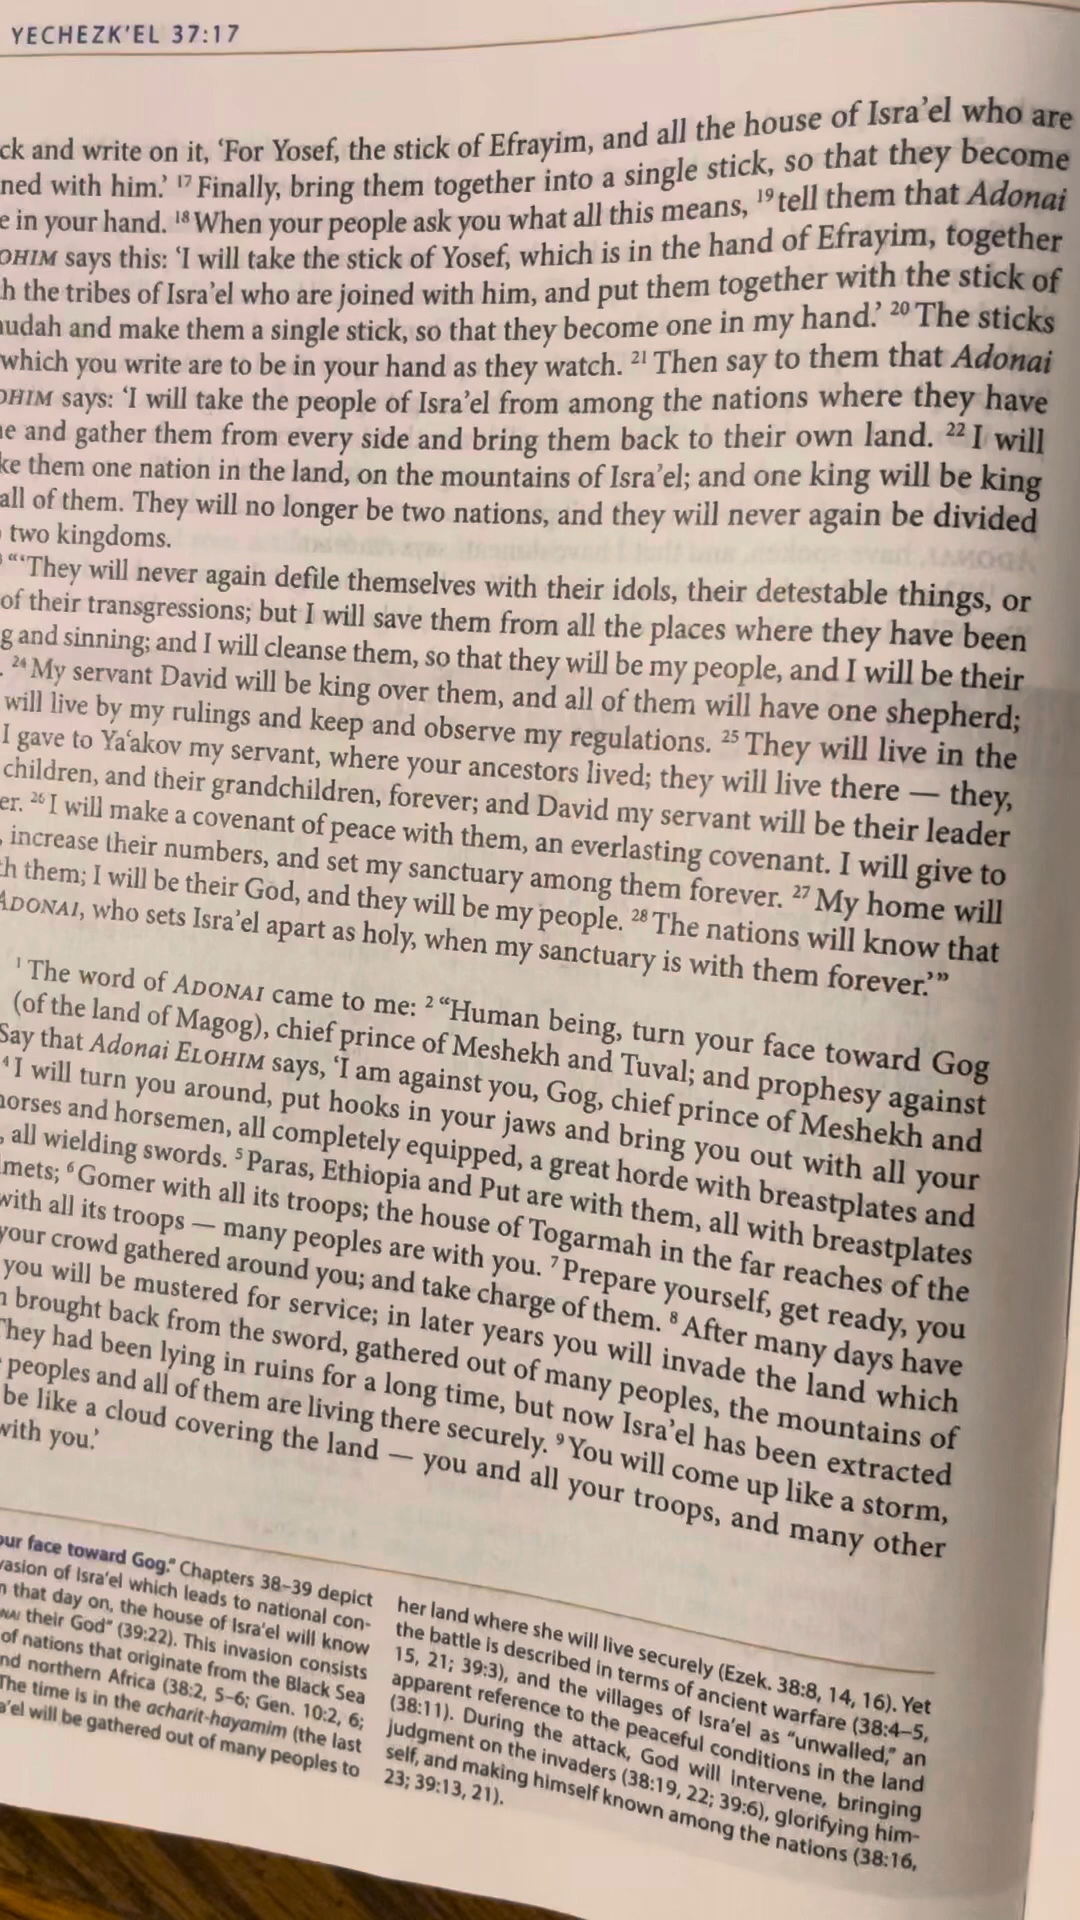 YECHEZK'EL 37:17
ck and write on it, 'For Yosef, the stick of Efrayim, and all the house of Isra'el who are
ned with him.' 17 Finally, bring them together into a single stick, so that they become
e in your hand. 18 When your people ask you what all this means, 19 tell them that Adonai
OHIM says this: 'I will take the stick of Yosef, which is in the hand of Efrayim, together
h the tribes of Isra'el who are joined with him, and put them together with the stick of
udah and make them a single stick, so that they become one in my hand.' 20 The sticks
which you write are to be in your hand as they watch. 21 Then say to them that Adonai
OHIM says: 'I will take the people of Isra'el from among the nations where they have
ne and gather them from every side and bring them back to their own land. 22 I will
ke them one nation in the land, on the mountains of Isra'el; and one king will be king
all of them. They will no longer be two nations, and they will never again be divided
two kingdoms.
"'They will never again defile themselves with their idols, their detestable things, or
of their transgressions; but I will save them from all the places where they have been
g and sinning; and I will cleanse them, so that they will be my people, and I will be their
. 24 My servant David will be king over them, and all of them will have one shepherd;
will live by my rulings and keep and observe my regulations. 25 They will live in the
I gave to Ya'akov my servant, where your ancestors lived; they will live there — they,
children, and their grandchildren, forever; and David my servant will be their leader
er. 26 I will make a covenant of peace with them, an everlasting covenant. I will give to
, increase their numbers, and set my sanctuary among them forever. 27 My home will
h them; I will be their God, and they will be my people. 28 The nations will know that
ADONAI, who sets Isra'el apart as holy, when my sanctuary is with them forever.'"
1 The word of ADONAI came to me: 2 "Human being, turn your face toward Gog
(of the land of Magog), chief prince of Meshekh and Tuval; and prophesy against
Say that Adonai ELOHIM says, 'I am against you, Gog, chief prince of Meshekh and
4 I will turn you around, put hooks in your jaws and bring you out with all your
horses and horsemen, all completely equipped, a great horde with breastplates and
, all wielding swords. 5 Paras, Ethiopia and Put are with them, all with breastplates
lmets; 6 Gomer with all its troops; the house of Togarmah in the far reaches of the
with all its troops — many peoples are with you. 7 Prepare yourself, get ready, you
your crowd gathered around you; and take charge of them. 8 After many days have
you will be mustered for service; in later years you will invade the land which
n brought back from the sword, gathered out of many peoples, the mountains of
They had been lying in ruins for a long time, but now Isra'el has been extracted
peoples and all of them are living there securely. 9 You will come up like a storm,
be like a cloud covering the land — you and all your troops, and many other
with you.'
our face toward Gog." Chapters 38–39 depict
vasion of Isra'el which leads to national con-
n that day on, the house of Isra'el will know
NAI their God" (39:22). This invasion consists
of nations that originate from the Black Sea
nd northern Africa (38:2, 5–6; Gen. 10:2, 6;
The time is in the acharit-hayamim (the last
a'el will be gathered out of many peoples to
her land where she will live securely (Ezek. 38:8, 14, 16). Yet
the battle is described in terms of ancient warfare (38:4–5,
15, 21; 39:3), and the villages of Isra'el as "unwalled," an
apparent reference to the peaceful conditions in the land
(38:11). During the attack, God will intervene, bringing
judgment on the invaders (38:19, 22; 39:6), glorifying him-
self, and making himself known among the nations (38:16,
23; 39:13, 21).